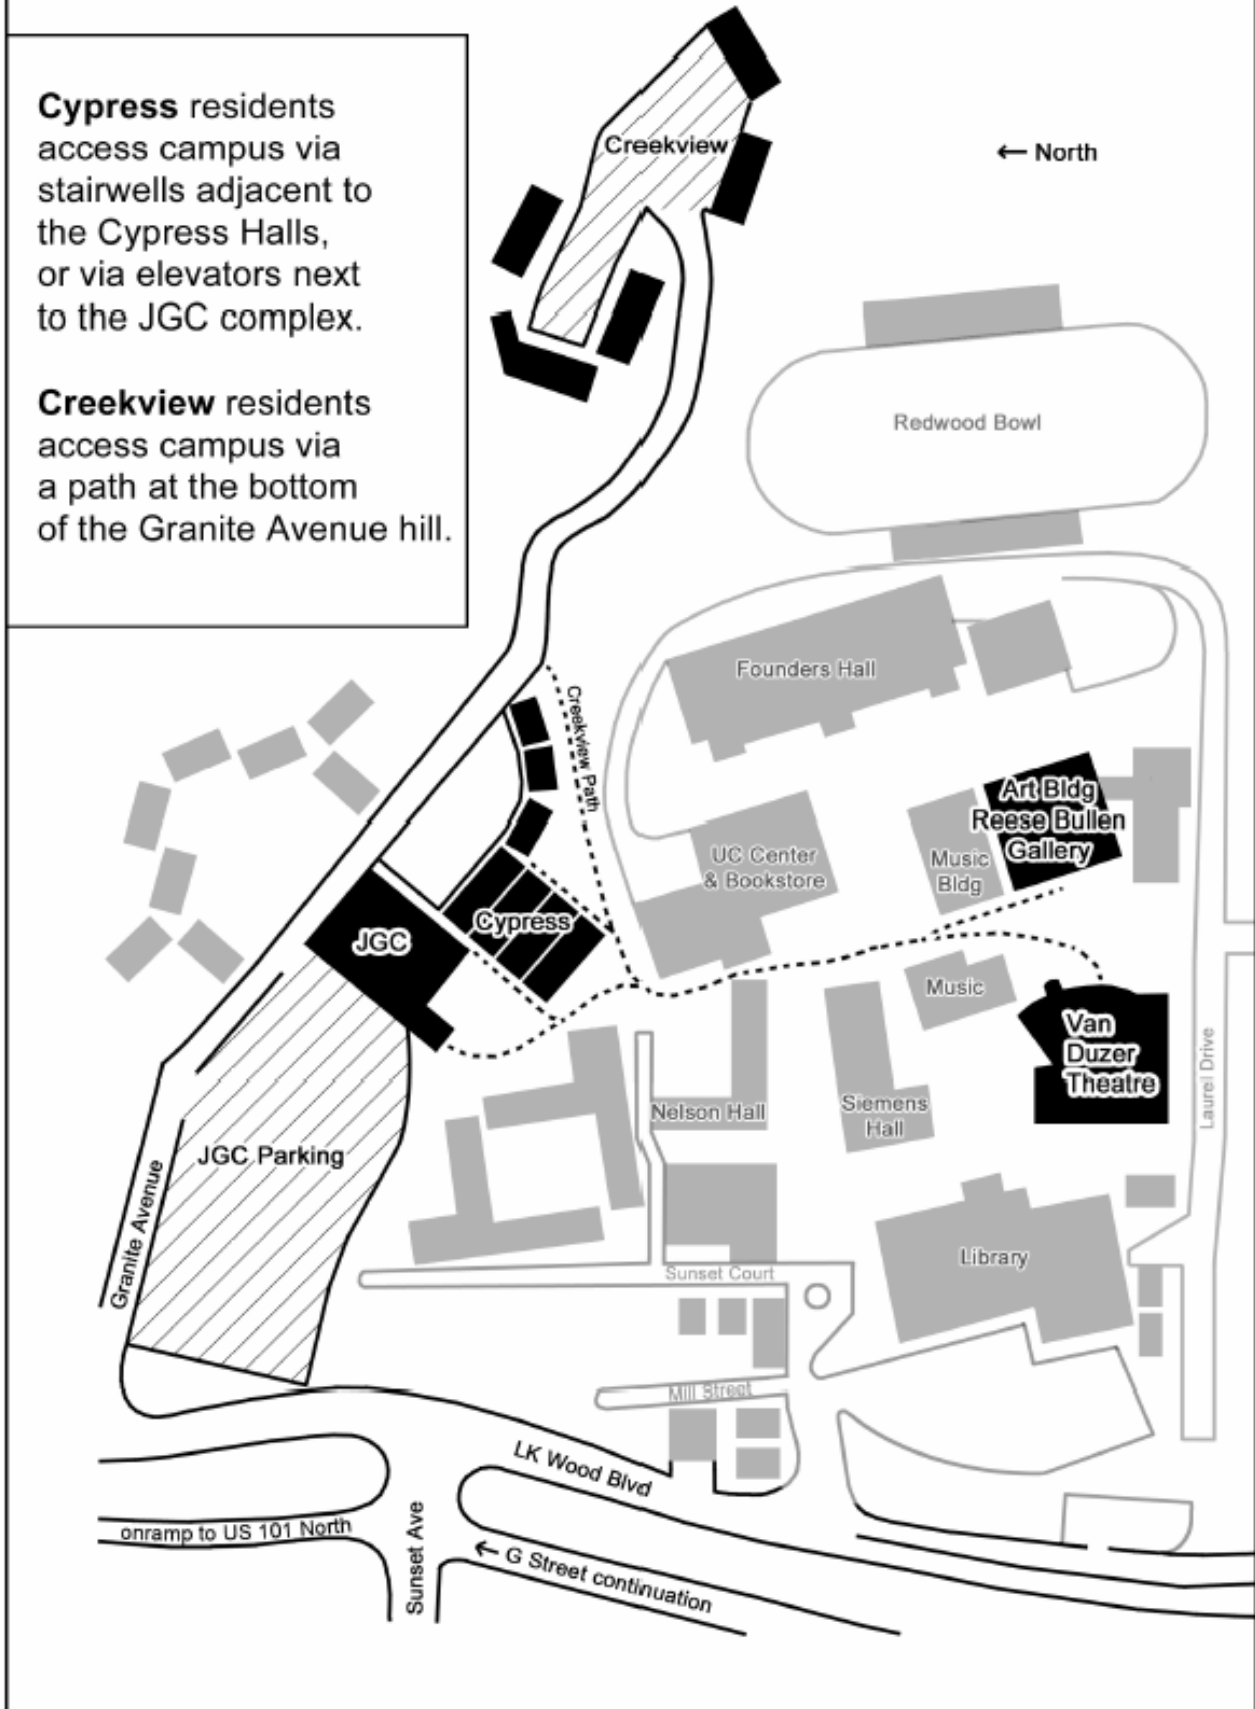 Cypress residents
access campus via
stairwells adjacent to
the Cypress Halls,
or via elevators next
to the JGC complex.
Creekview residents
access campus via
a path at the bottom
of the Granite Avenue hill.
Creekview
← North
Redwood Bowl
Founders Hall
Creekview Path
Art Bldg
Reese Bullen
Gallery
UC Center
& Bookstore
Music
Bldg
Cypress
JGC
Music
Van
Duzer
Theatre
Laurel Drive
Nelson Hall
Siemens
Hall
JGC Parking
Granite Avenue
Library
Sunset Court
Mill Street
LK Wood Blvd
onramp to US 101 North
Sunset Ave
← G Street continuation